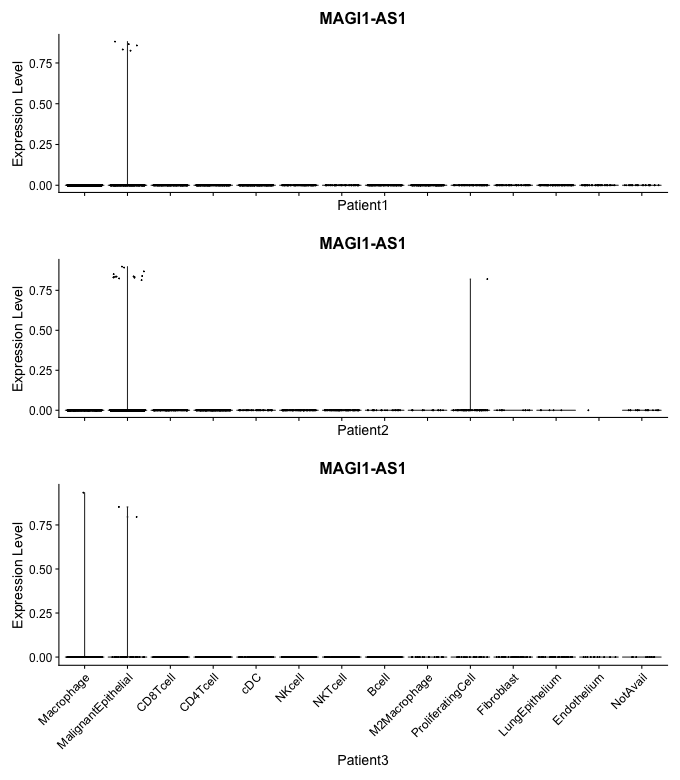 MAGI1-AS1
Expression Level
0.75
0.50
0.25
0.00
Patient1
MAGI1-AS1
Expression Level
0.75
0.50
0.25
0.00
Patient2
MAGI1-AS1
Expression Level
0.75
0.50
0.25
0.00
Macrophage
MalignantEpithelial
CD8Tcell
CD4Tcell
cDC
NKcell
NKTcell
Bcell
M2Macrophage
ProliferatingCell
Fibroblast
LungEpithelium
Endothelium
NotAvail
Patient3